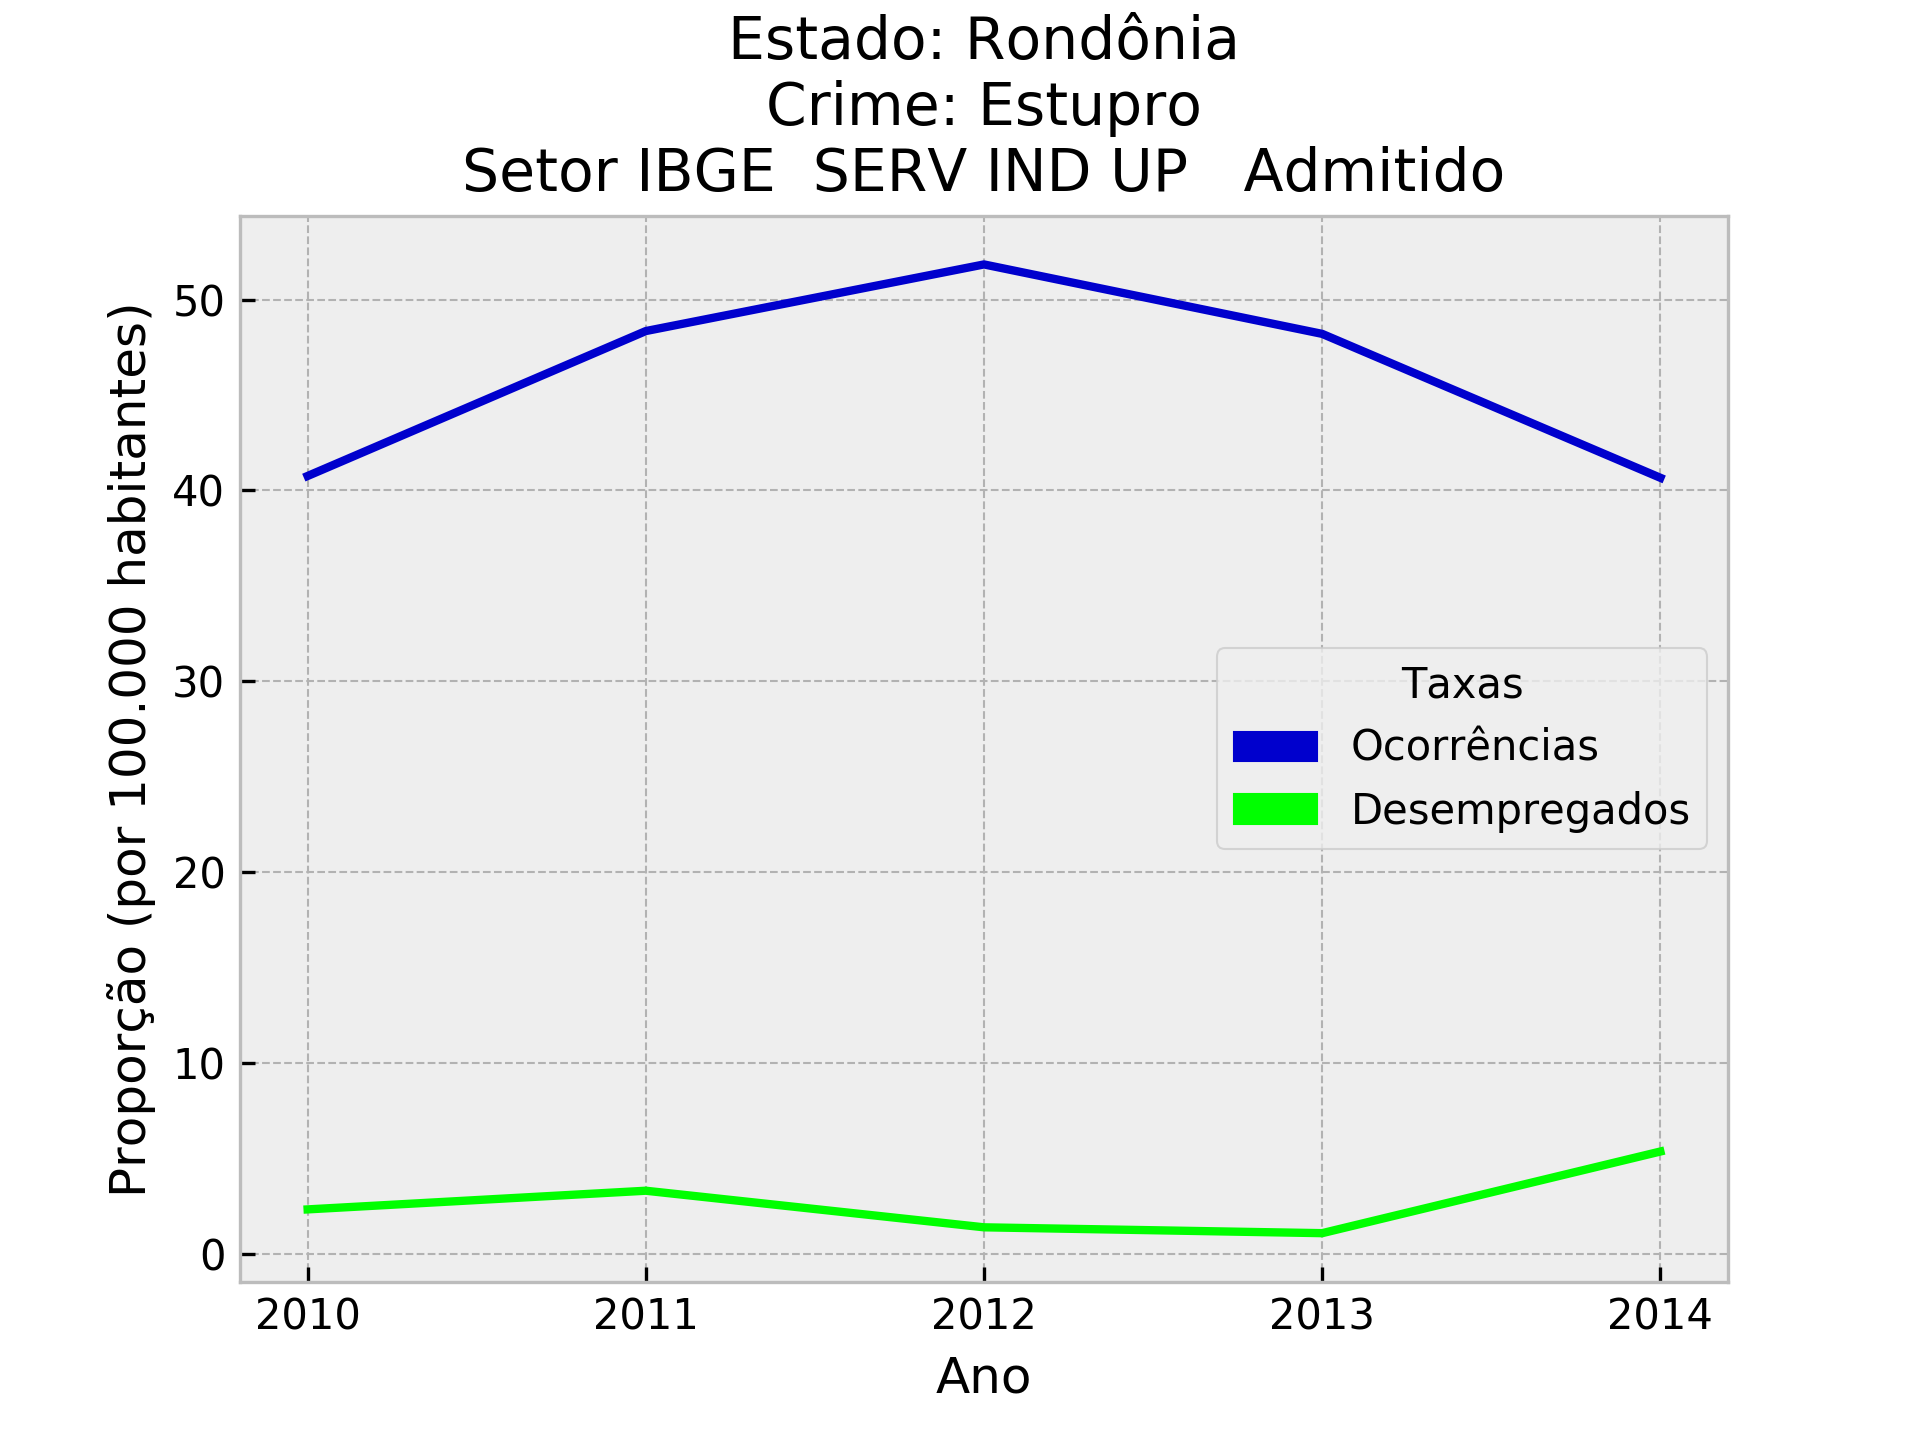 Estado: Rondônia
Crime: Estupro
Setor IBGE  SERV IND UP   Admitido
Proporção (por 100.000 habitantes)
50
40
30
20
10
0
Taxas
Ocorrências
Desempregados
2010 2011 2012 2013 2014
Ano